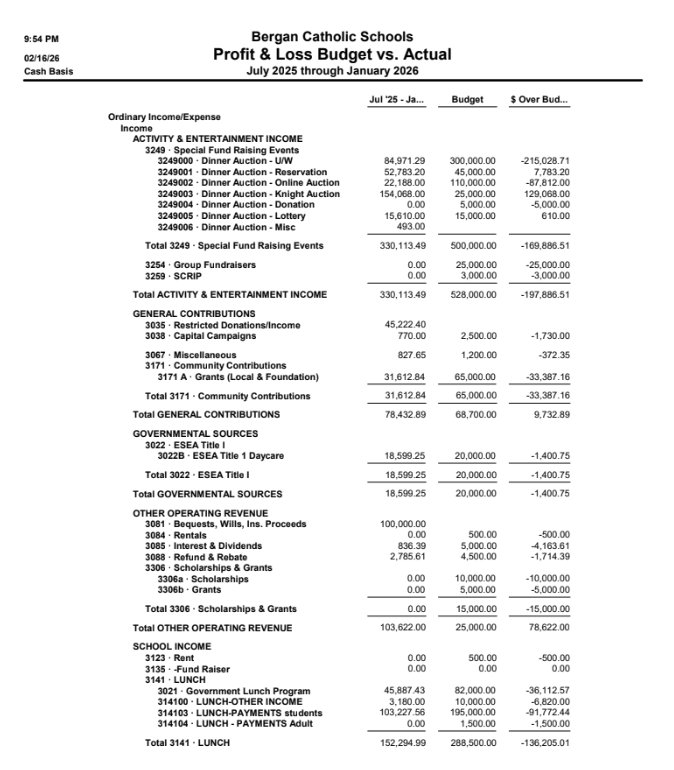 9:54 PM
Bergan Catholic Schools
02/16/26
Profit & Loss Budget vs. Actual
Cash Basis
July 2025 through January 2026
Jul '25 - Ja... Budget $ Over Bud...
Ordinary Income/Expense
Income
ACTIVITY & ENTERTAINMENT INCOME
3249 · Special Fund Raising Events
3249000 · Dinner Auction - U/W 84,971.29 300,000.00 -215,028.71
3249001 · Dinner Auction - Reservation 52,783.20 45,000.00 7,783.20
3249002 · Dinner Auction - Online Auction 22,188.00 110,000.00 -87,812.00
3249003 · Dinner Auction - Knight Auction 154,068.00 25,000.00 129,068.00
3249004 · Dinner Auction - Donation 0.00 5,000.00 -5,000.00
3249005 · Dinner Auction - Lottery 15,610.00 15,000.00 610.00
3249006 · Dinner Auction - Misc 493.00
Total 3249 · Special Fund Raising Events 330,113.49 500,000.00 -169,886.51
3254 · Group Fundraisers 0.00 25,000.00 -25,000.00
3259 · SCRIP 0.00 3,000.00 -3,000.00
Total ACTIVITY & ENTERTAINMENT INCOME 330,113.49 528,000.00 -197,886.51
GENERAL CONTRIBUTIONS
3035 · Restricted Donations/Income 45,222.40
3038 · Capital Campaigns 770.00 2,500.00 -1,730.00
3067 · Miscellaneous 827.65 1,200.00 -372.35
3171 · Community Contributions
3171 A · Grants (Local & Foundation) 31,612.84 65,000.00 -33,387.16
Total 3171 · Community Contributions 31,612.84 65,000.00 -33,387.16
Total GENERAL CONTRIBUTIONS 78,432.89 68,700.00 9,732.89
GOVERNMENTAL SOURCES
3022 · ESEA Title I
3022B · ESEA Title 1 Daycare 18,599.25 20,000.00 -1,400.75
Total 3022 · ESEA Title I 18,599.25 20,000.00 -1,400.75
Total GOVERNMENTAL SOURCES 18,599.25 20,000.00 -1,400.75
OTHER OPERATING REVENUE
3081 · Bequests, Wills, Ins. Proceeds 100,000.00
3084 · Rentals 0.00 500.00 -500.00
3085 · Interest & Dividends 836.39 5,000.00 -4,163.61
3088 · Refund & Rebate 2,785.61 4,500.00 -1,714.39
3306 · Scholarships & Grants
3306a · Scholarships 0.00 10,000.00 -10,000.00
3306b · Grants 0.00 5,000.00 -5,000.00
Total 3306 · Scholarships & Grants 0.00 15,000.00 -15,000.00
Total OTHER OPERATING REVENUE 103,622.00 25,000.00 78,622.00
SCHOOL INCOME
3123 · Rent 0.00 500.00 -500.00
3135 · -Fund Raiser 0.00 0.00 0.00
3141 · LUNCH
3021 · Government Lunch Program 45,887.43 82,000.00 -36,112.57
314100 · LUNCH-OTHER INCOME 3,180.00 10,000.00 -6,820.00
314103 · LUNCH-PAYMENTS students 103,227.56 195,000.00 -91,772.44
314104 · LUNCH - PAYMENTS Adult 0.00 1,500.00 -1,500.00
Total 3141 · LUNCH 152,294.99 288,500.00 -136,205.01